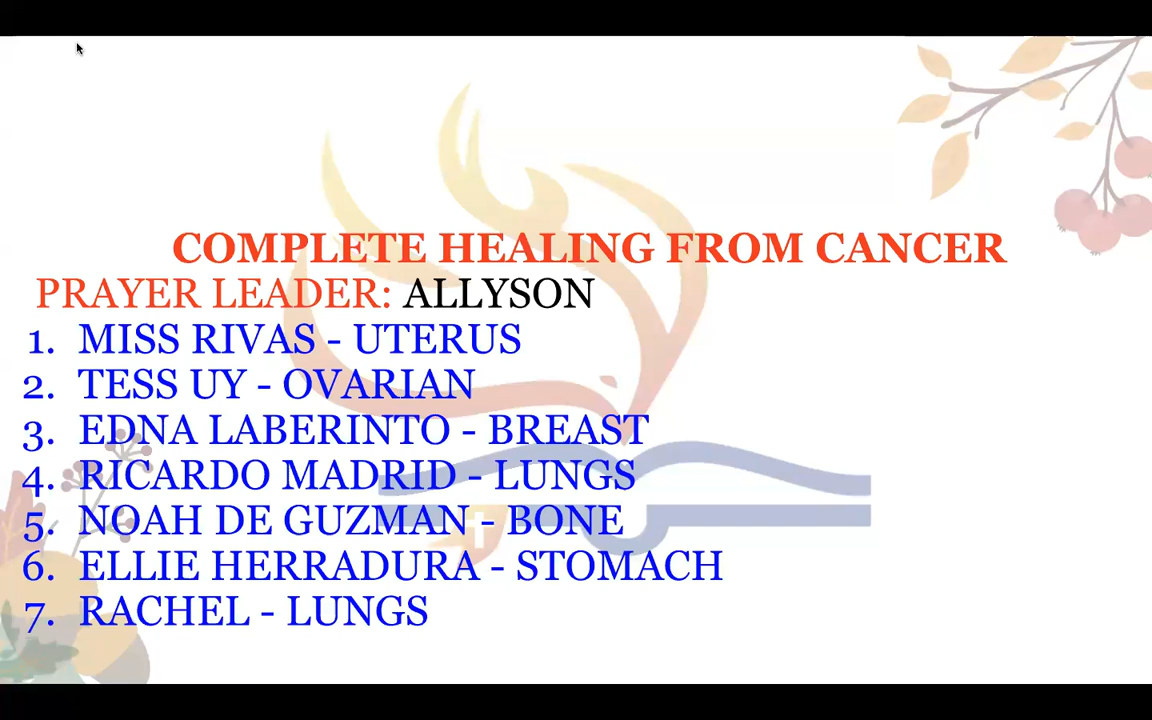 COMPLETE HEALING FROM CANCER
PRAYER LEADER: ALLYSON
1. MISS RIVAS - UTERUS
2. TESS UY - OVARIAN
3. EDNA LABERINTO - BREAST
4. RICARDO MADRID - LUNGS
5. NOAH DE GUZMAN - BONE
6. ELLIE HERRADURA - STOMACH
7. RACHEL - LUNGS